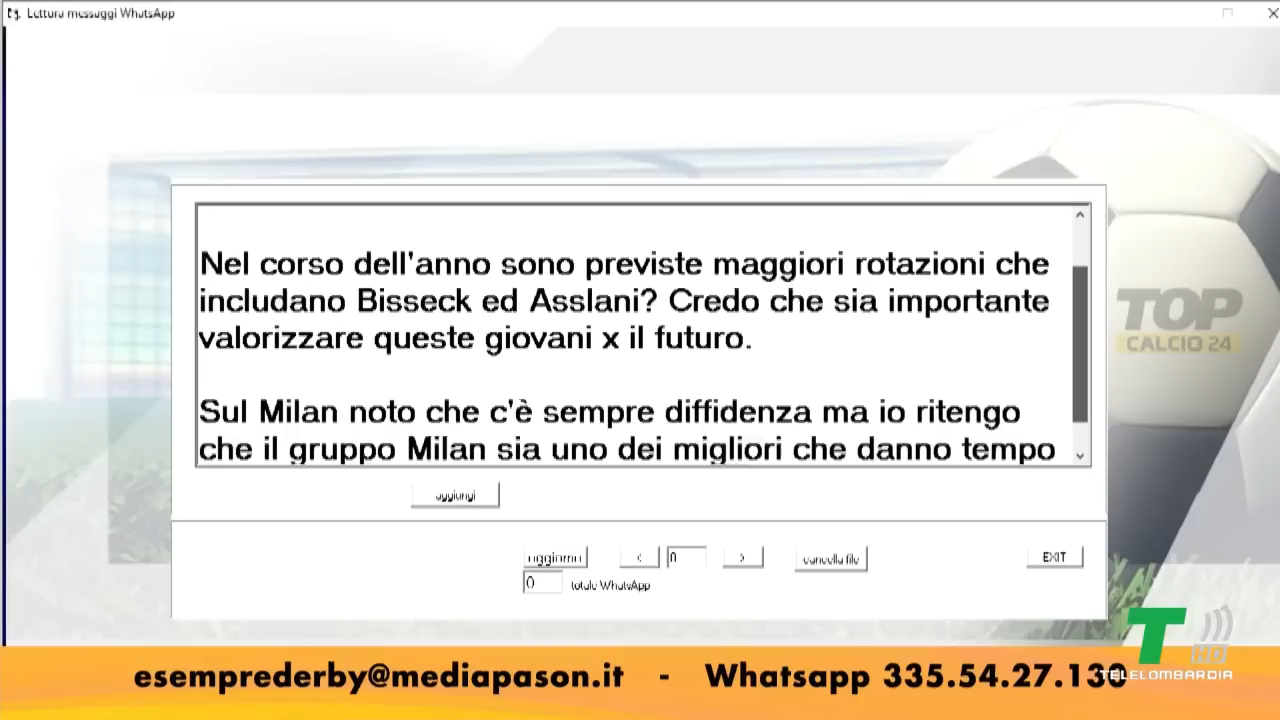 Lettura messaggi WhatsApp
Nel corso dell'anno sono previste maggiori rotazioni che
includano Bisseck ed Asslani? Credo che sia importante
valorizzare queste giovani x il futuro.
Sul Milan noto che c'è sempre diffidenza ma io ritengo
che il gruppo Milan sia uno dei migliori che danno tempo
TOP
CALCIO 24
aggiungi
aggiorna < 0 > cancella file EXIT
0 totale WhatsApp
T HD
esemprederby@mediapason.it - Whatsapp 335.54.27.130
TELELOMBARDIA